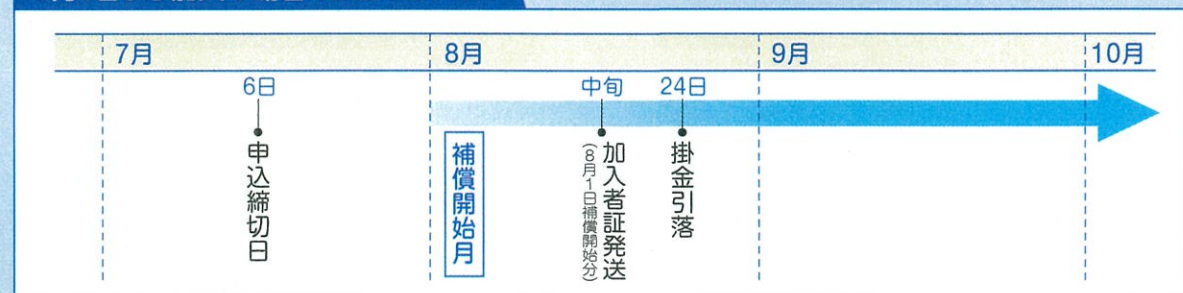 7月
8月
9月
10月
6日
中旬
24日
申込締切日
補償開始月
加入者証発送
(8月1日補償開始分)
掛金引落